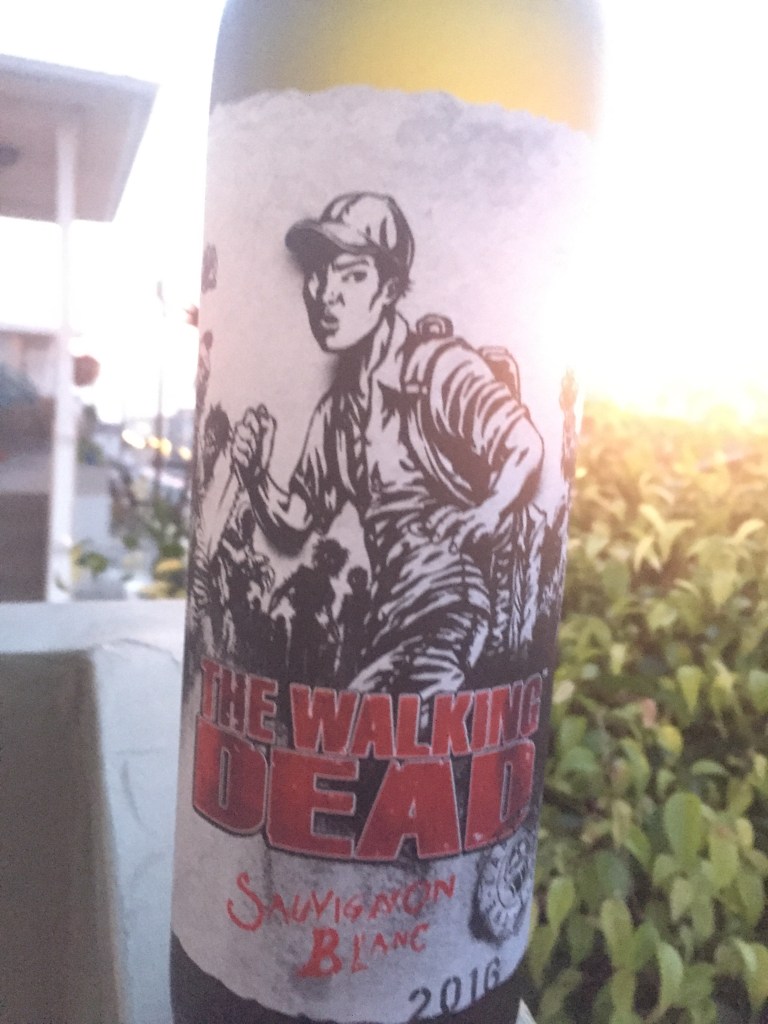 THE WALKING
DEAD
SAUVIGNON
BLANC
2016